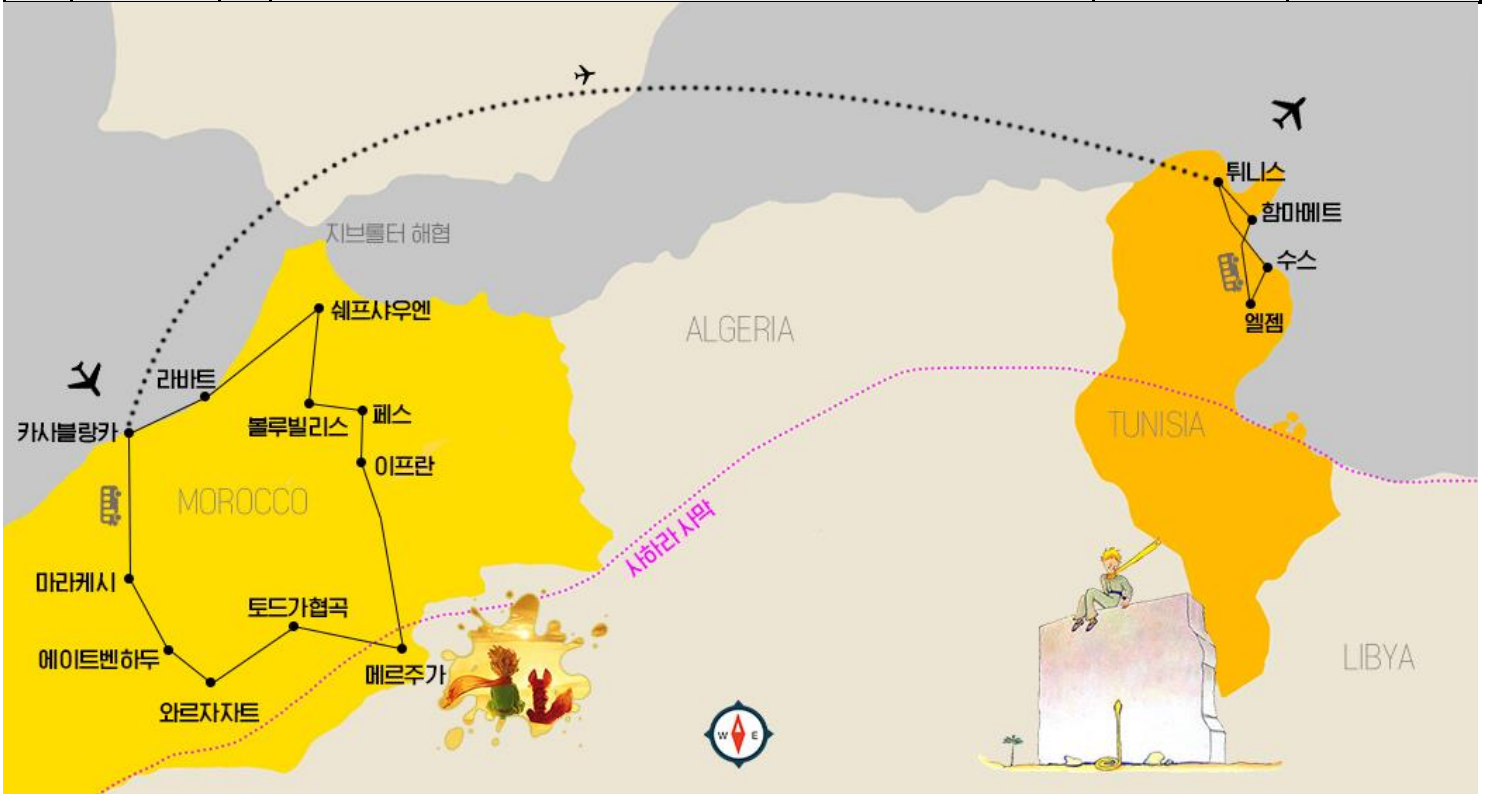 튀니스
함마메트
지브롤터 해협
수스
쉐프샤우엔
엘젬
ALGERIA
라바트
페스
카사블랑카
볼루빌리스
TUNISIA
이프란
MOROCCO
사하라 사막
마라케시
토드가협곡
에이트벤하두
메르주가
LIBYA
와르자자트
W E